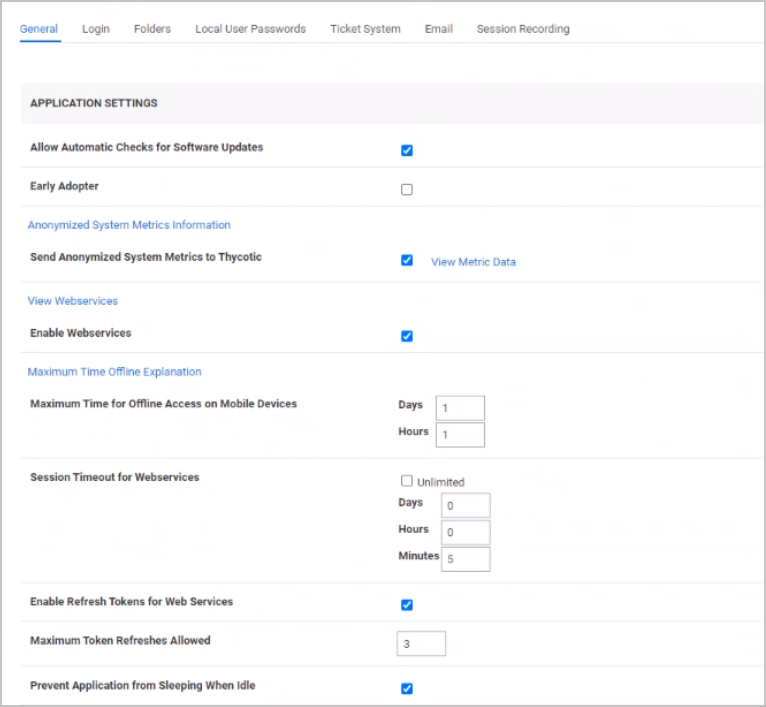 General Login Folders Local User Passwords Ticket System Email Session Recording
APPLICATION SETTINGS
Allow Automatic Checks for Software Updates
Early Adopter
Anonymized System Metrics Information
Send Anonymized System Metrics to Thycotic View Metric Data
View Webservices
Enable Webservices
Maximum Time Offline Explanation
Maximum Time for Offline Access on Mobile Devices Days 1
Hours 1
Session Timeout for Webservices Unlimited
Days 0
Hours 0
Minutes 5
Enable Refresh Tokens for Web Services
Maximum Token Refreshes Allowed 3
Prevent Application from Sleeping When Idle